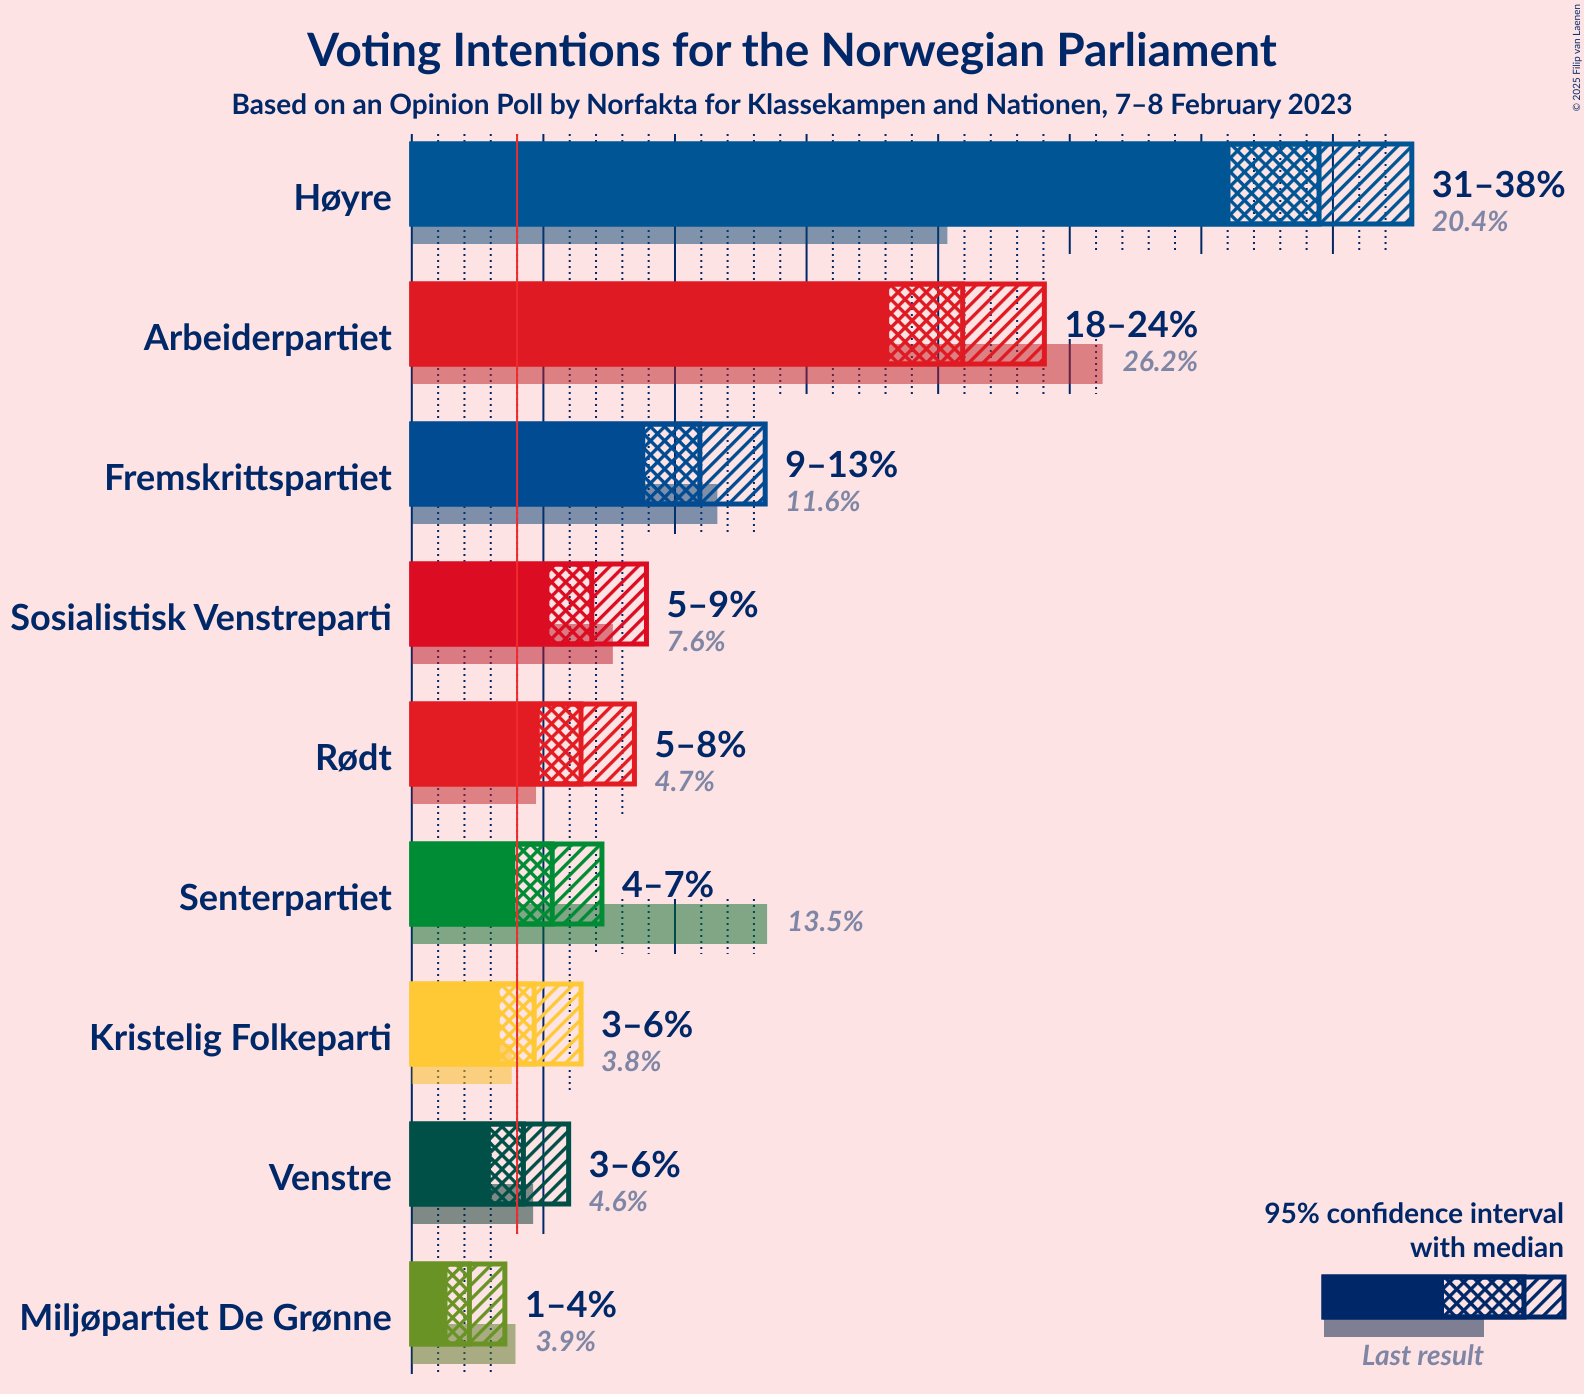 Voting Intentions for the Norwegian Parliament
Based on an Opinion Poll by Norfakta for Klassekampen and Nationen, 7–8 February 2023
© 2025 Filip van Laenen
Høyre
31–38%
20.4%
Arbeiderpartiet
18–24%
26.2%
Fremskrittspartiet
9–13%
11.6%
Sosialistisk Venstreparti
5–9%
7.6%
Rødt
5–8%
4.7%
Senterpartiet
4–7%
13.5%
Kristelig Folkeparti
3–6%
3.8%
Venstre
3–6%
4.6%
Miljøpartiet De Grønne
1–4%
3.9%
95% confidence interval
with median
Last result